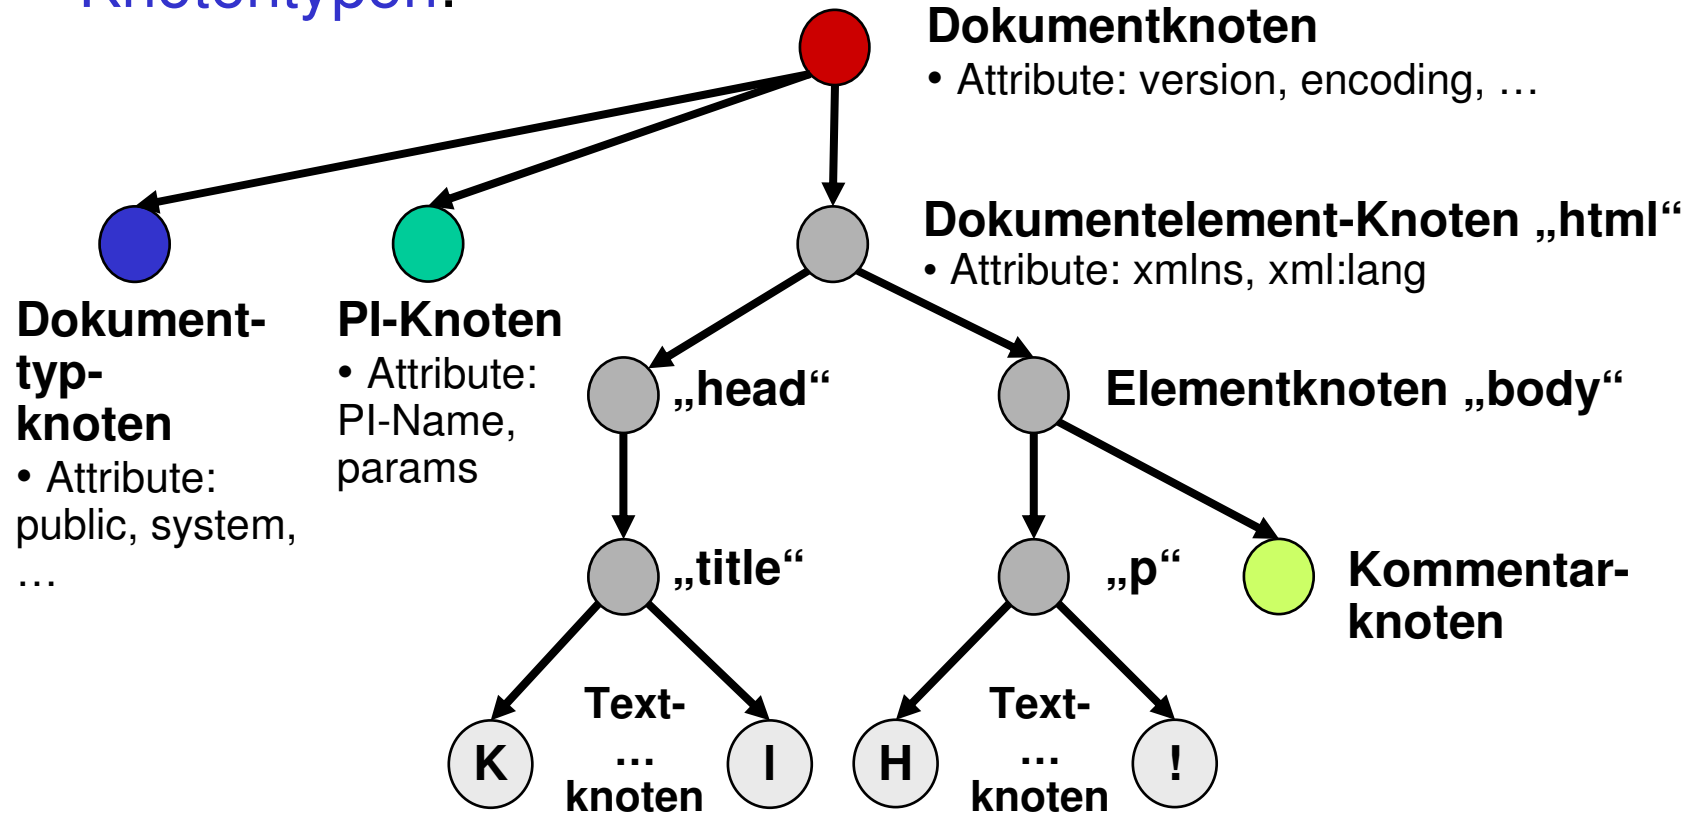 Knotentypen:
Dokumentknoten
• Attribute: version, encoding, …
Dokumentelement-Knoten „html“
• Attribute: xmlns, xml:lang
Dokument-
typ-
knoten
• Attribute:
public, system,
…
PI-Knoten
• Attribute:
PI-Name,
params
„head“
Elementknoten „body“
„title“
„p“
Kommentar-
knoten
K
Text-
…
knoten
I
H
Text-
…
knoten
!